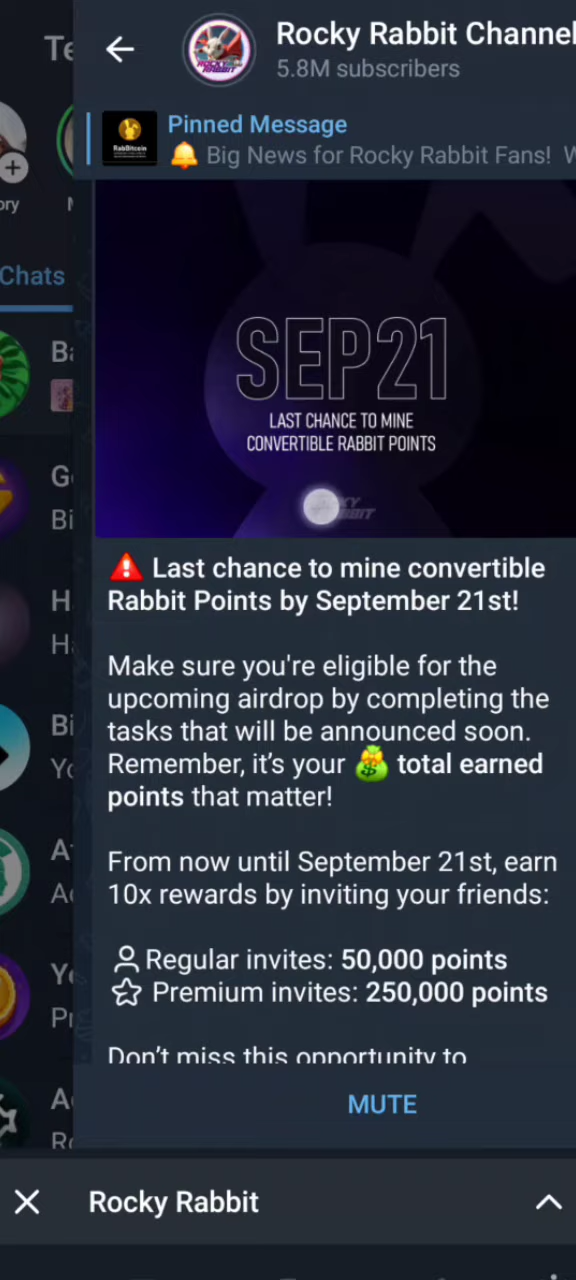 Rocky Rabbit Channel
5.8M subscribers
Pinned Message
RabBitcoin
🔔 Big News for Rocky Rabbit Fans! W
ory
Chats
SEP21
LAST CHANCE TO MINE
CONVERTIBLE RABBIT POINTS
⚠️ Last chance to mine convertible
Rabbit Points by September 21st!
Make sure you're eligible for the
upcoming airdrop by completing the
tasks that will be announced soon.
Remember, it's your 💰 total earned
points that matter!
From now until September 21st, earn
10x rewards by inviting your friends:
Regular invites: 50,000 points
Premium invites: 250,000 points
Don't miss this opportunity to
MUTE
Rocky Rabbit